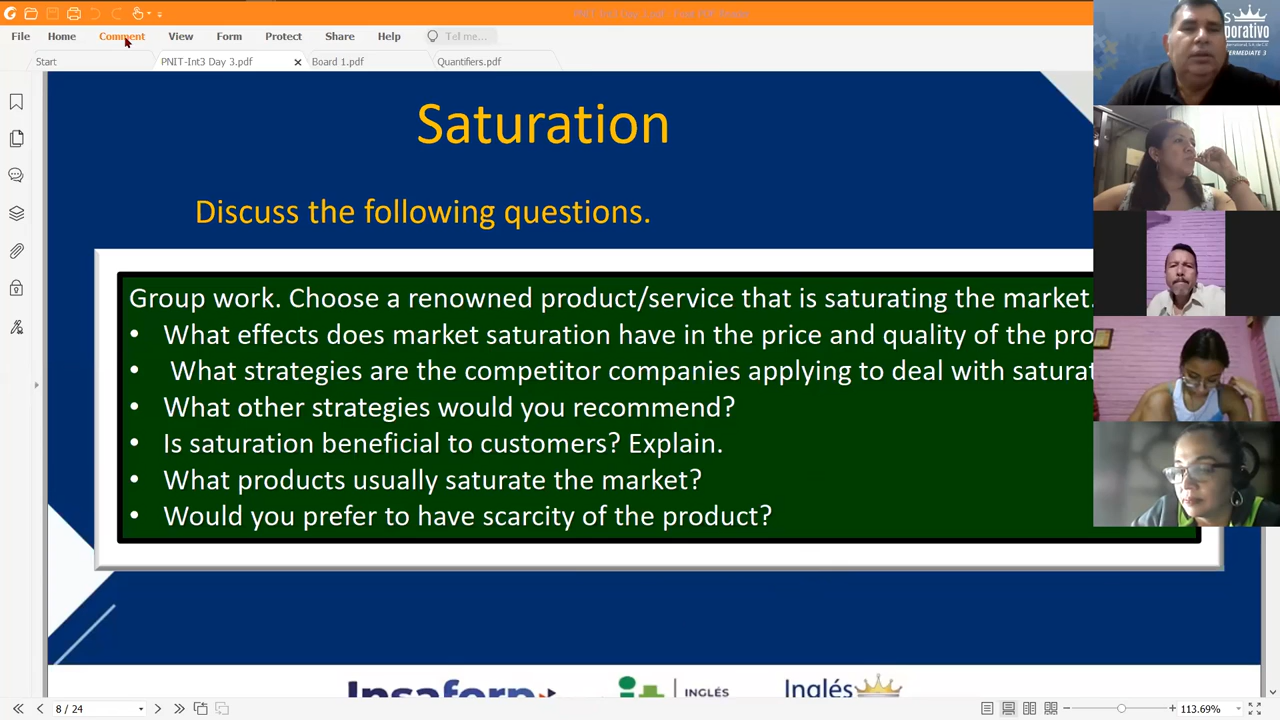 File Home Comment View Form Protect Share Help Tell me...
Start PNIT-Int3 Day 3.pdf Board 1.pdf Quantifiers.pdf
Saturation
Discuss the following questions.
Group work. Choose a renowned product/service that is saturating the market.
• What effects does market saturation have in the price and quality of the pro
• What strategies are the competitor companies applying to deal with saturat
• What other strategies would you recommend?
• Is saturation beneficial to customers? Explain.
• What products usually saturate the market?
• Would you prefer to have scarcity of the product?
Insaforp
it INGLÉS
Inglés
8 / 24
113.69%
s
porativo
INTERMEDIATE 3